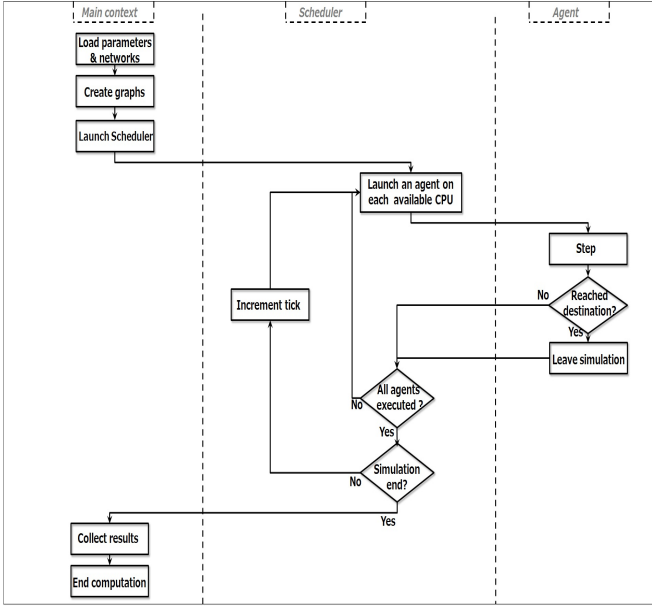 Main context
Scheduler
Agent
Load parameters
& networks
Create graphs
Launch Scheduler
Launch an agent on
each available CPU
Step
Increment tick
No
Reached
destination?
Yes
Leave simulation
All agents
executed ?
No
Yes
Simulation
end?
No
Yes
Collect results
End computation